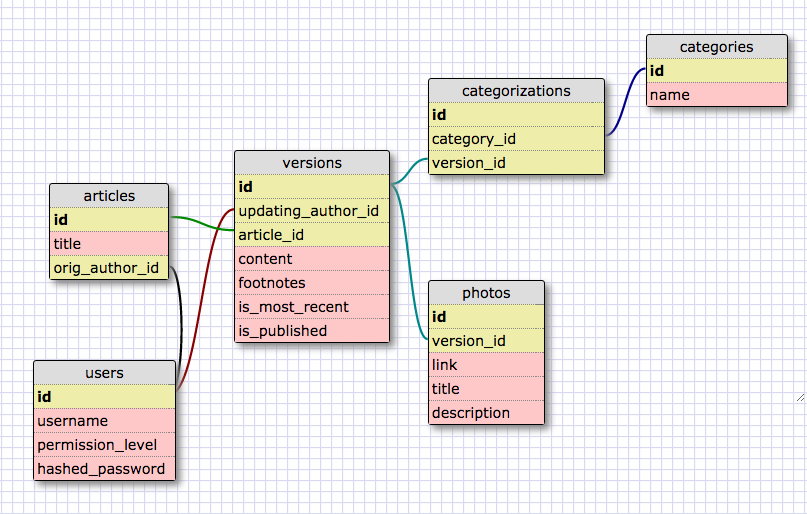 categories
id
name
categorizations
id
category_id
version_id
versions
id
updating_author_id
article_id
content
footnotes
is_most_recent
is_published
articles
id
title
orig_author_id
photos
id
version_id
link
title
description
users
id
username
permission_level
hashed_password